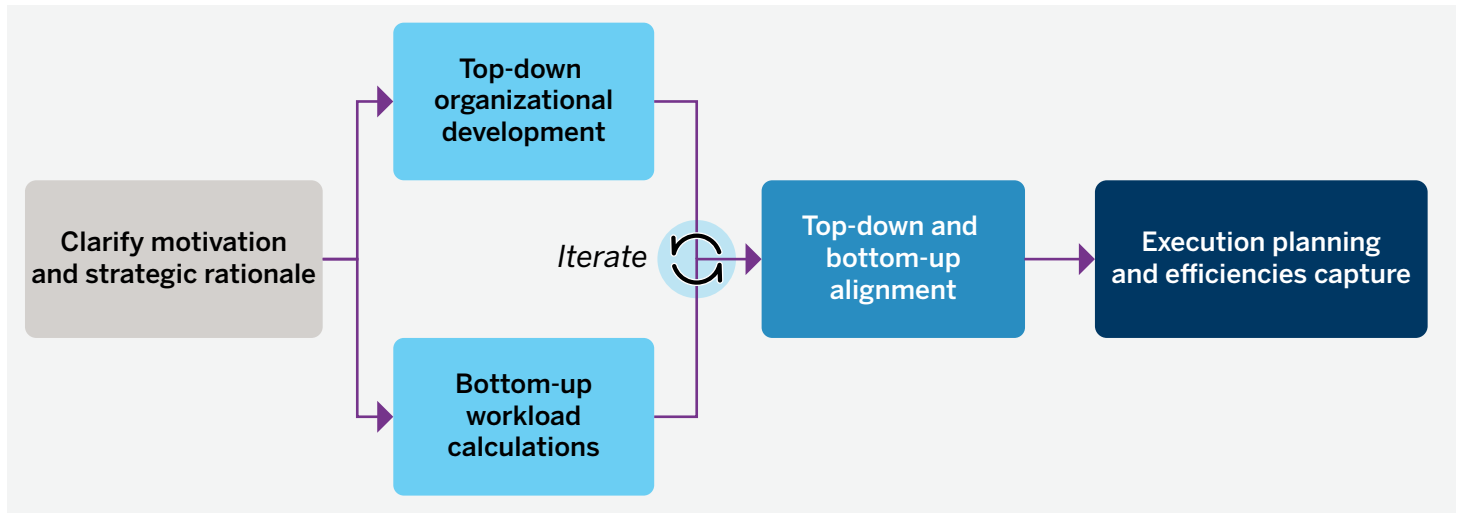 Clarify motivation
and strategic rationale
Top-down
organizational
development
Bottom-up
workload
calculations
Iterate
Top-down and
bottom-up
alignment
Execution planning
and efficiencies capture